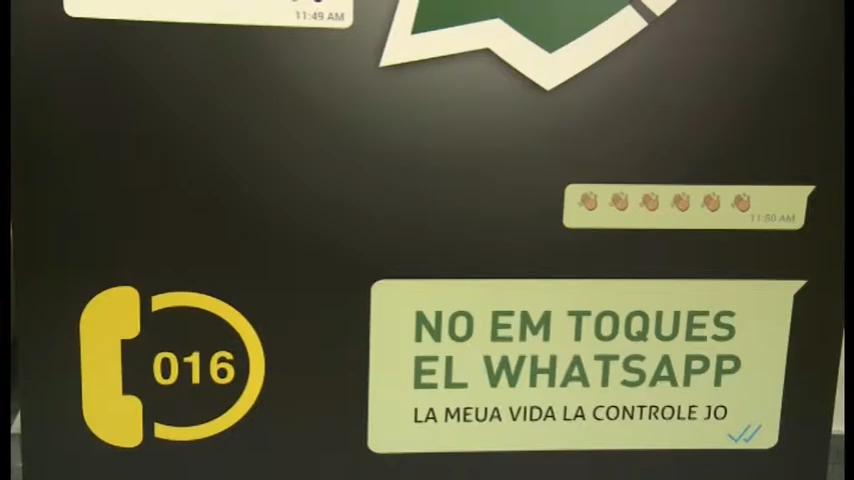 11:49 AM
11:50 AM
016
NO EM TOQUES
EL WHATSAPP
LA MEUA VIDA LA CONTROLE JO